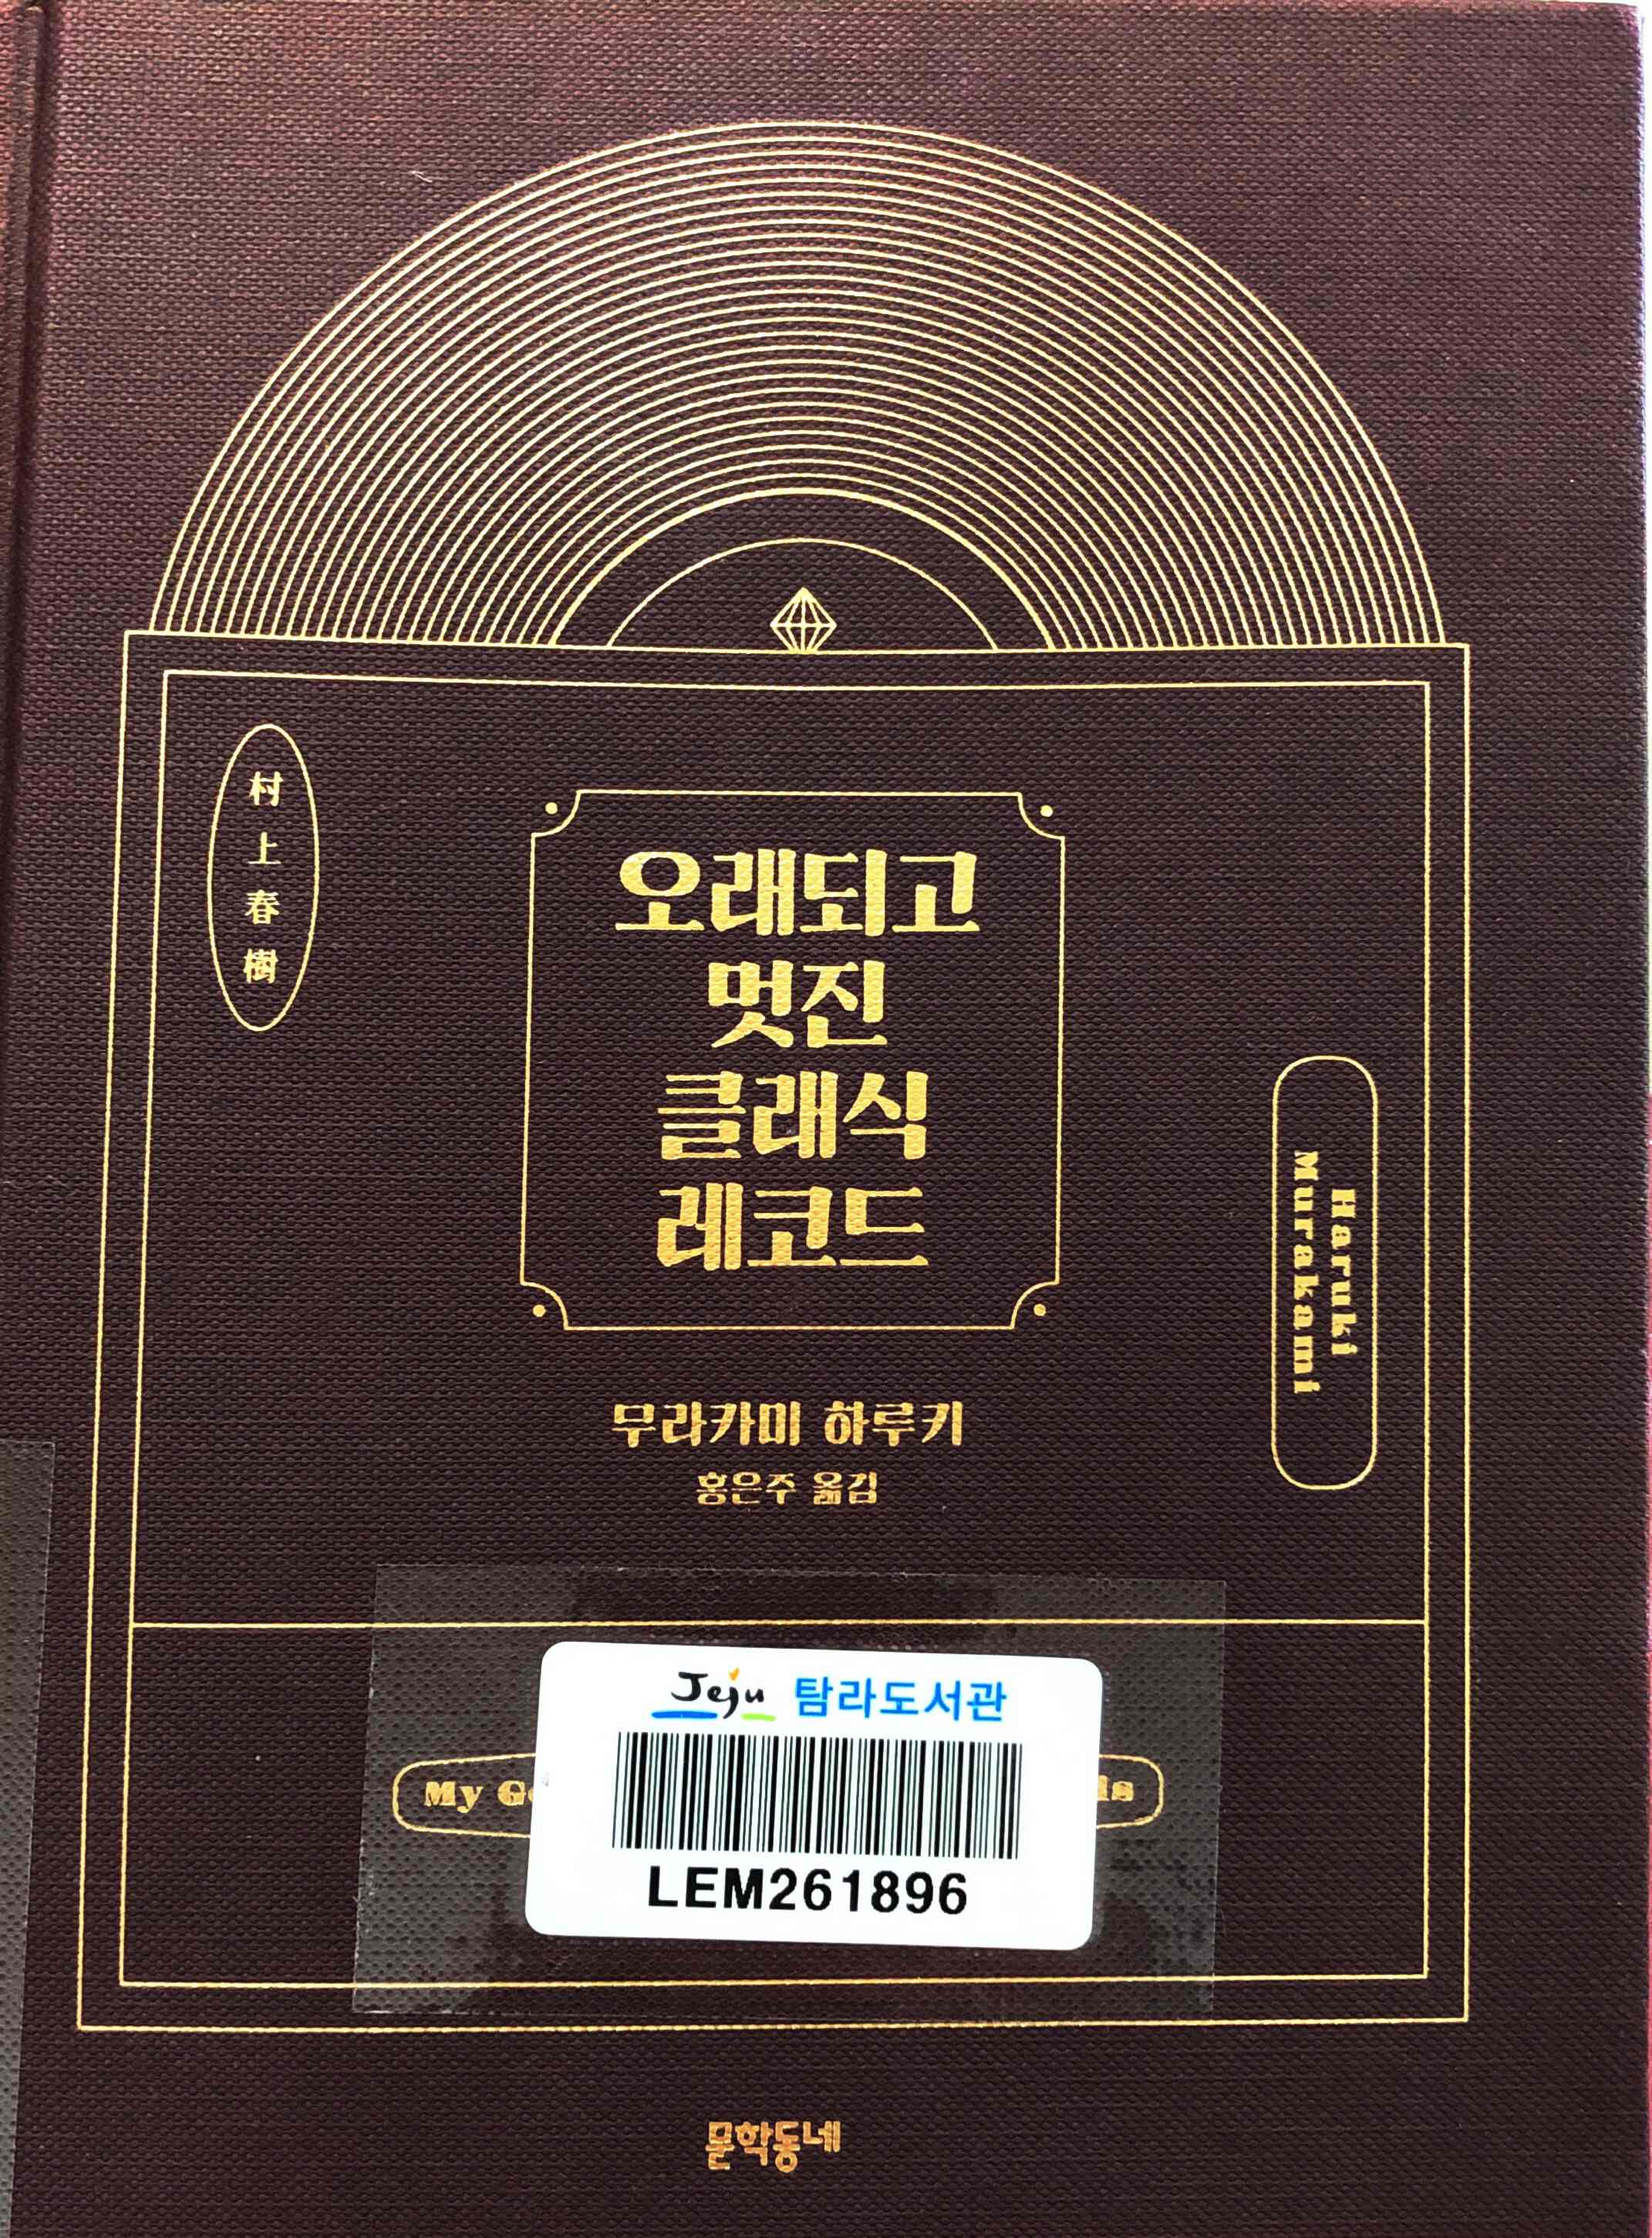 村上春樹
오래되고
멋진
클래식
레코드
Haruki
Murakami
무라카미 하루키
홍은주 옮김
Jeju 탐라도서관
My
LEM261896
문학동네